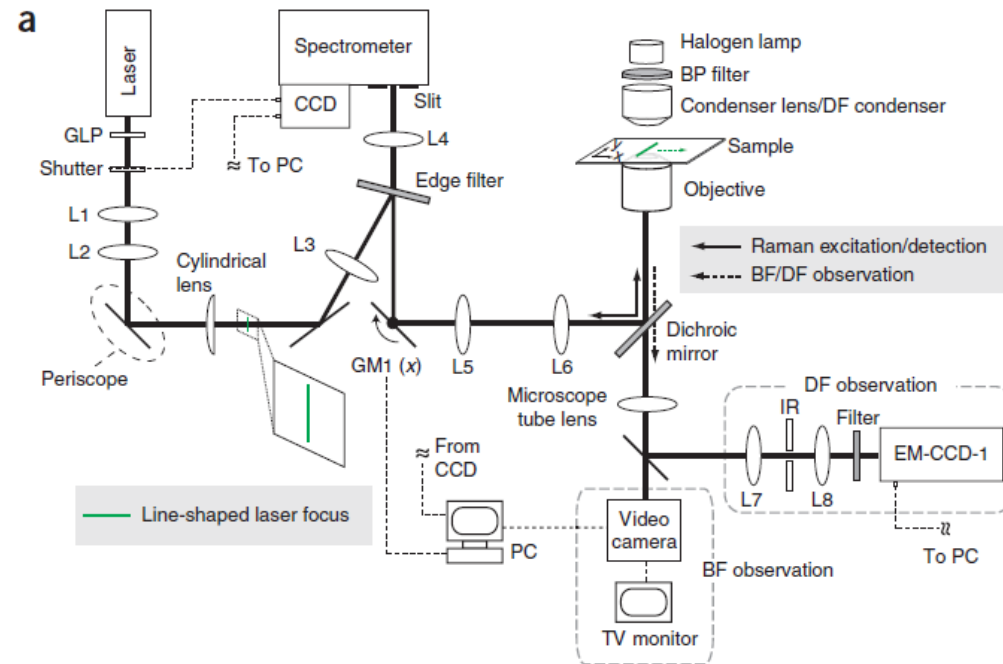 a
Laser
GLP
Shutter
L1
L2
Periscope
Cylindrical
lens
Spectrometer
CCD
Slit
≈ To PC
L4
Edge filter
L3
GM1 (x)
L5
L6
Halogen lamp
BP filter
Condenser lens/DF condenser
y
x
Sample
Objective
Raman excitation/detection
BF/DF observation
Dichroic
mirror
Microscope
tube lens
DF observation
IR
Filter
EM-CCD-1
L7
L8
≈
To PC
Line-shaped laser focus
≈ From
CCD
PC
Video
camera
BF observation
TV monitor